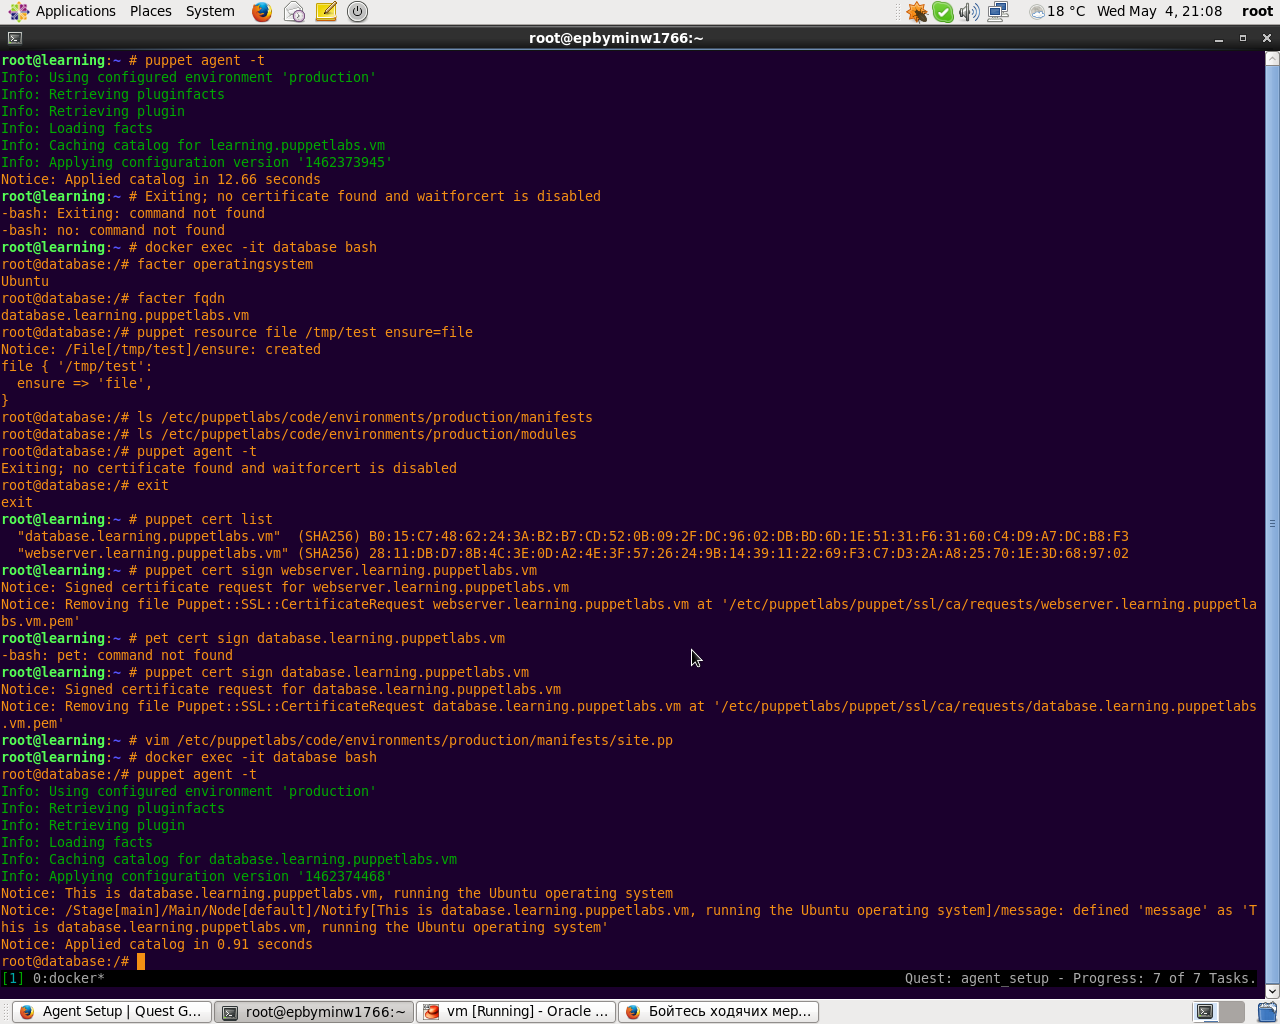 Applications Places System 18 °C Wed May 4, 21:08 root
root@epbyminw1766:~
root@learning:~ # puppet agent -t
Info: Using configured environment 'production'
Info: Retrieving pluginfacts
Info: Retrieving plugin
Info: Loading facts
Info: Caching catalog for learning.puppetlabs.vm
Info: Applying configuration version '1462373945'
Notice: Applied catalog in 12.66 seconds
root@learning:~ # Exiting; no certificate found and waitforcert is disabled
-bash: Exiting: command not found
-bash: no: command not found
root@learning:~ # docker exec -it database bash
root@database:/# facter operatingsystem
Ubuntu
root@database:/# facter fqdn
database.learning.puppetlabs.vm
root@database:/# puppet resource file /tmp/test ensure=file
Notice: /File[/tmp/test]/ensure: created
file { '/tmp/test':
  ensure => 'file',
}
root@database:/# ls /etc/puppetlabs/code/environments/production/manifests
root@database:/# ls /etc/puppetlabs/code/environments/production/modules
root@database:/# puppet agent -t
Exiting; no certificate found and waitforcert is disabled
root@database:/# exit
exit
root@learning:~ # puppet cert list
  "database.learning.puppetlabs.vm"  (SHA256) B0:15:C7:48:62:24:3A:B2:B7:CD:52:0B:09:2F:DC:96:02:DB:BD:6D:1E:51:31:F6:31:60:C4:D9:A7:DC:B8:F3
  "webserver.learning.puppetlabs.vm" (SHA256) 28:11:DB:D7:8B:4C:3E:0D:A2:4E:3F:57:26:24:9B:14:39:11:22:69:F3:C7:D3:2A:A8:25:70:1E:3D:68:97:02
root@learning:~ # puppet cert sign webserver.learning.puppetlabs.vm
Notice: Signed certificate request for webserver.learning.puppetlabs.vm
Notice: Removing file Puppet::SSL::CertificateRequest webserver.learning.puppetlabs.vm at '/etc/puppetlabs/puppet/ssl/ca/requests/webserver.learning.puppetla
bs.vm.pem'
root@learning:~ # pet cert sign database.learning.puppetlabs.vm
-bash: pet: command not found
root@learning:~ # puppet cert sign database.learning.puppetlabs.vm
Notice: Signed certificate request for database.learning.puppetlabs.vm
Notice: Removing file Puppet::SSL::CertificateRequest database.learning.puppetlabs.vm at '/etc/puppetlabs/puppet/ssl/ca/requests/database.learning.puppetlabs
.vm.pem'
root@learning:~ # vim /etc/puppetlabs/code/environments/production/manifests/site.pp
root@learning:~ # docker exec -it database bash
root@database:/# puppet agent -t
Info: Using configured environment 'production'
Info: Retrieving pluginfacts
Info: Retrieving plugin
Info: Loading facts
Info: Caching catalog for database.learning.puppetlabs.vm
Info: Applying configuration version '1462374468'
Notice: This is database.learning.puppetlabs.vm, running the Ubuntu operating system
Notice: /Stage[main]/Main/Node[default]/Notify[This is database.learning.puppetlabs.vm, running the Ubuntu operating system]/message: defined 'message' as 'T
his is database.learning.puppetlabs.vm, running the Ubuntu operating system'
Notice: Applied catalog in 0.91 seconds
root@database:/#
[1] 0:docker* Quest: agent_setup - Progress: 7 of 7 Tasks.
Agent Setup | Quest G... root@epbyminw1766:~ vm [Running] - Oracle ... Бойтесь ходячих мер...